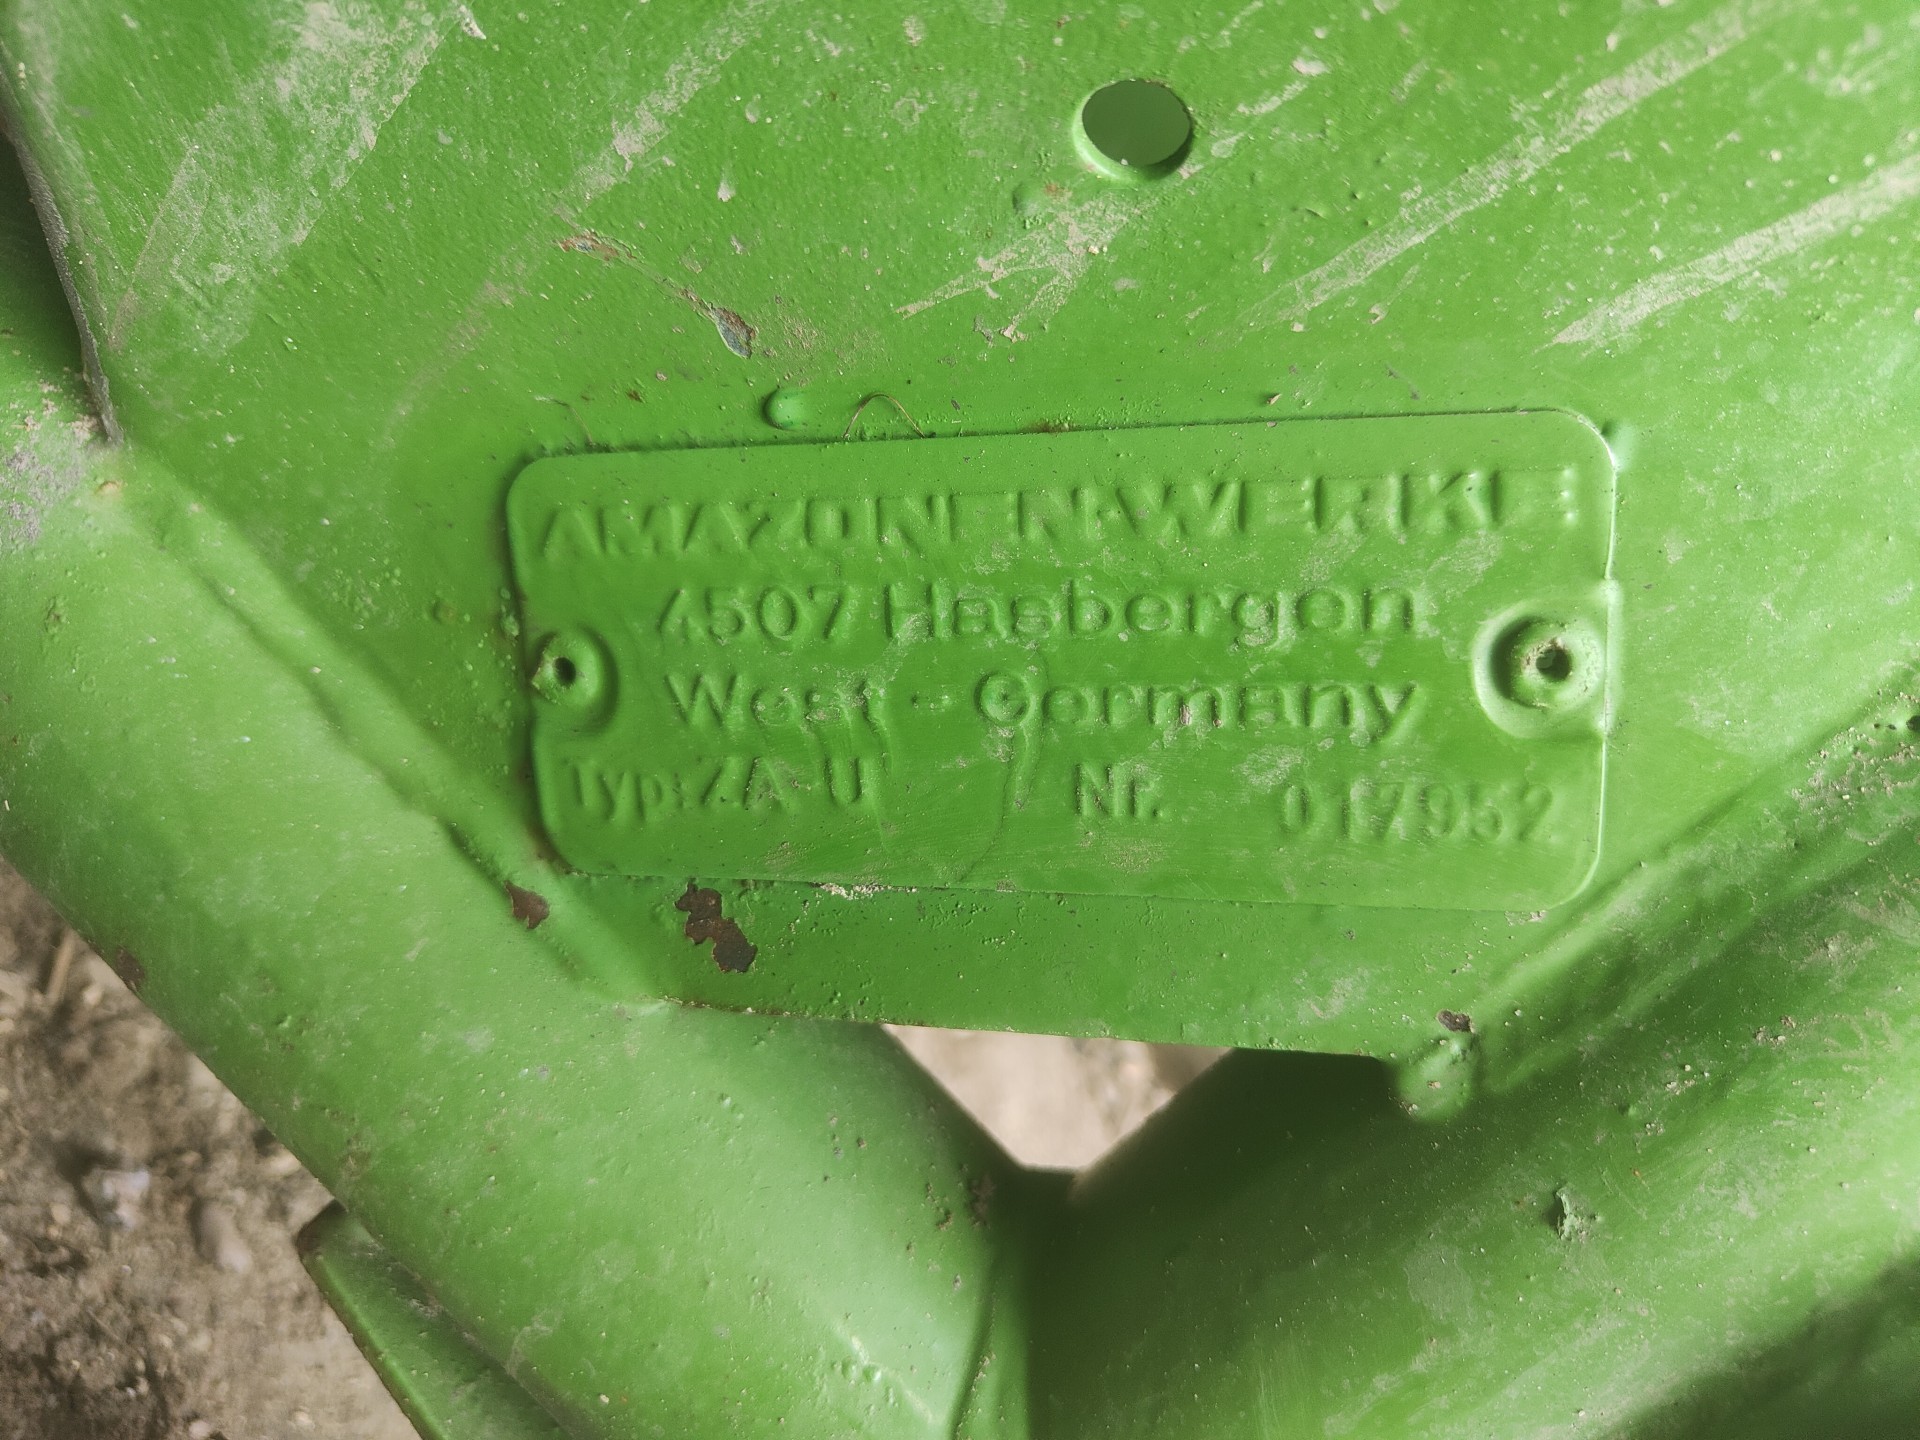 AMAZONEN-WERKE
4507 Hasbergen
West - Germany
Typ: ZA-U Nr. 017952